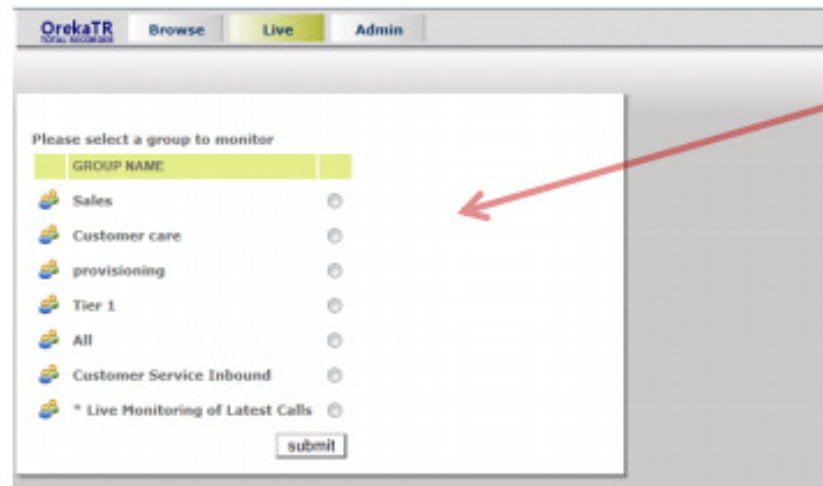 OrekaTR Browse Live Admin
TOTAL RECORDER
Please select a group to monitor
GROUP NAME
Sales
Customer care
provisioning
Tier 1
All
Customer Service Inbound
* Live Monitoring of Latest Calls
submit